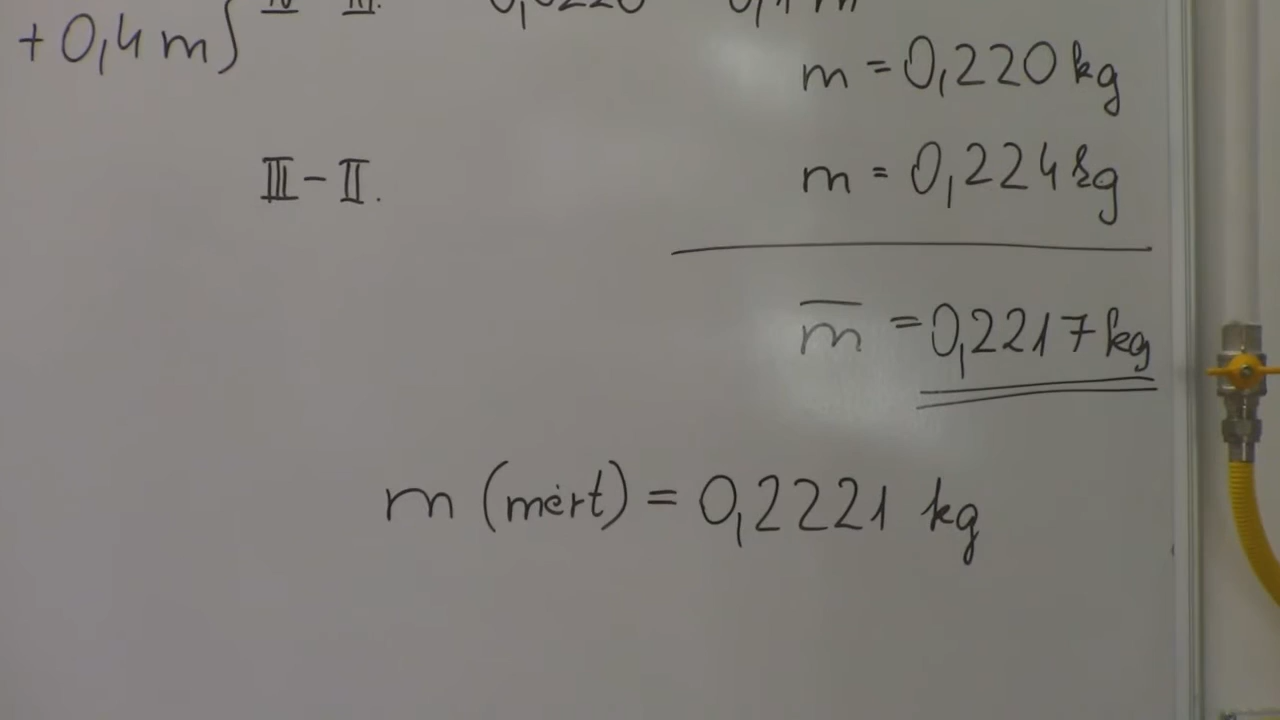 + 0,4 m)
m = 0,220 kg
m = 0,224 kg
III - II.
m̅ = 0,2217 kg
m (mért) = 0,2221 kg